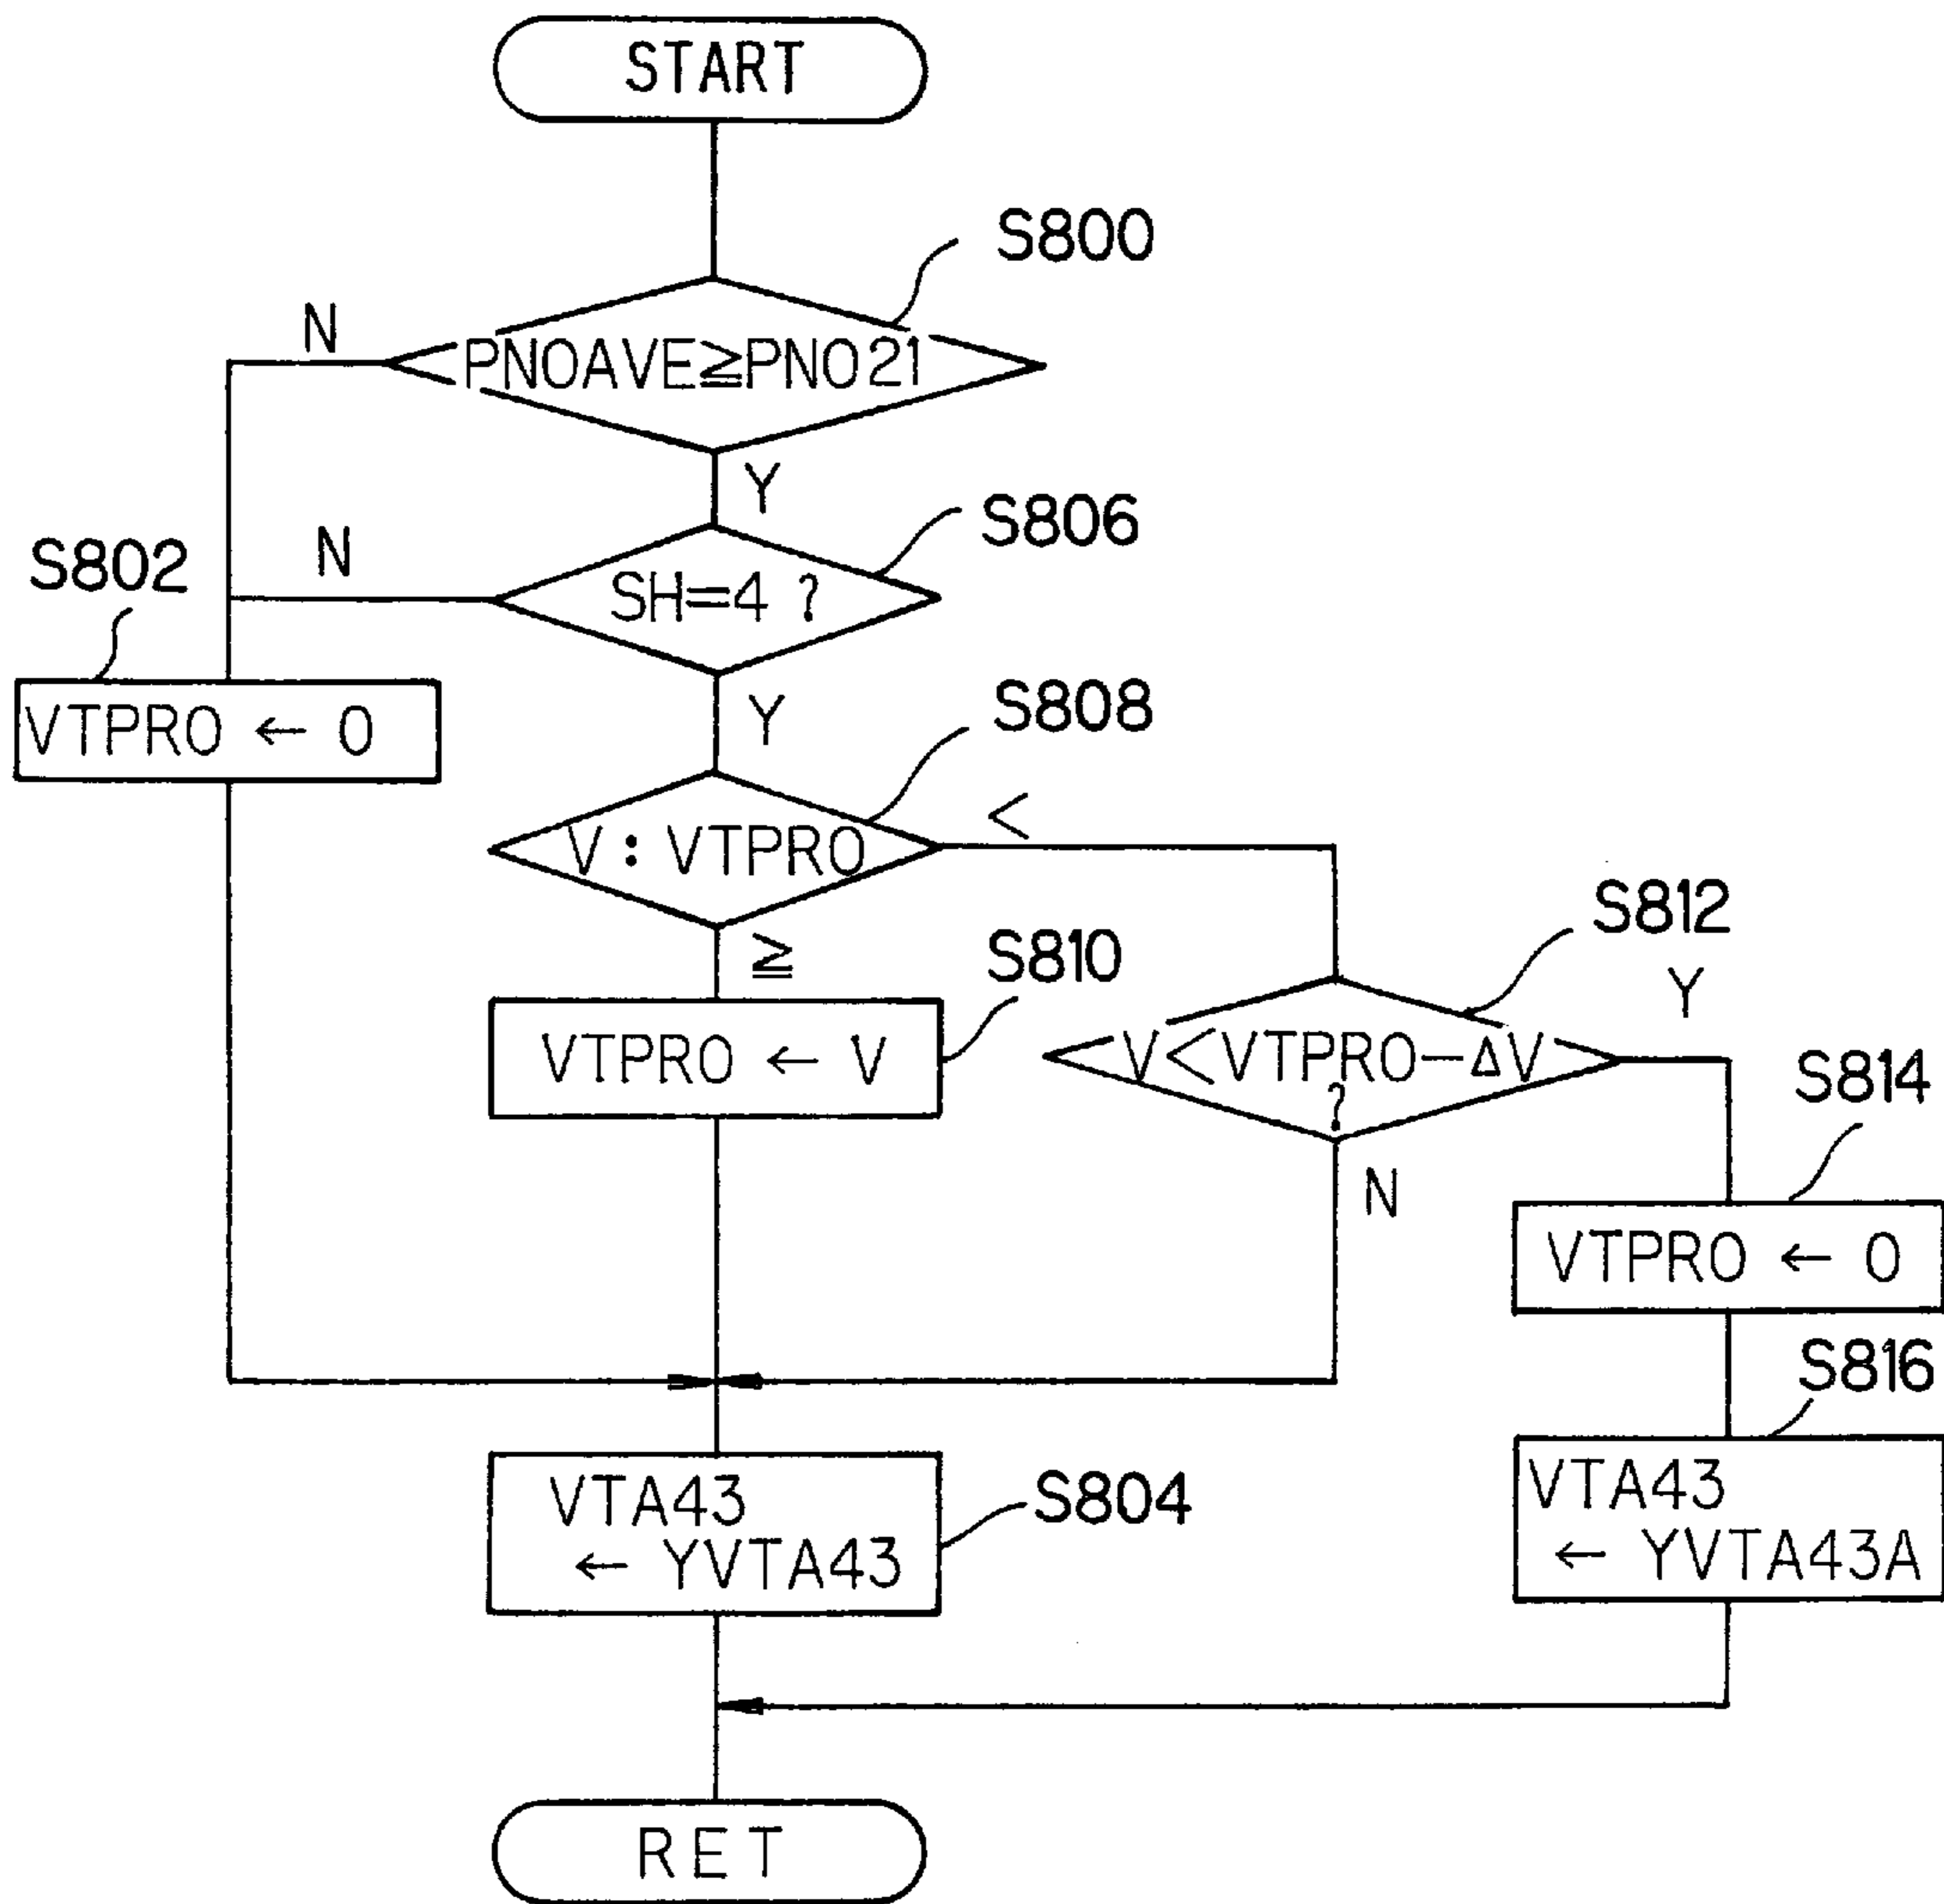 START
S800
N
PNOAVE≧PNO21
Y
S806
S802
N
SH=4 ?
VTPRO ← 0
Y
S808
V : VTPRO
<
S812
≧
S810
Y
VTPRO ← V
V<VTPRO-ΔV
?
S814
N
VTPRO ← 0
S816
VTA43
← YVTA43
S804
VTA43
← YVTA43A
RET